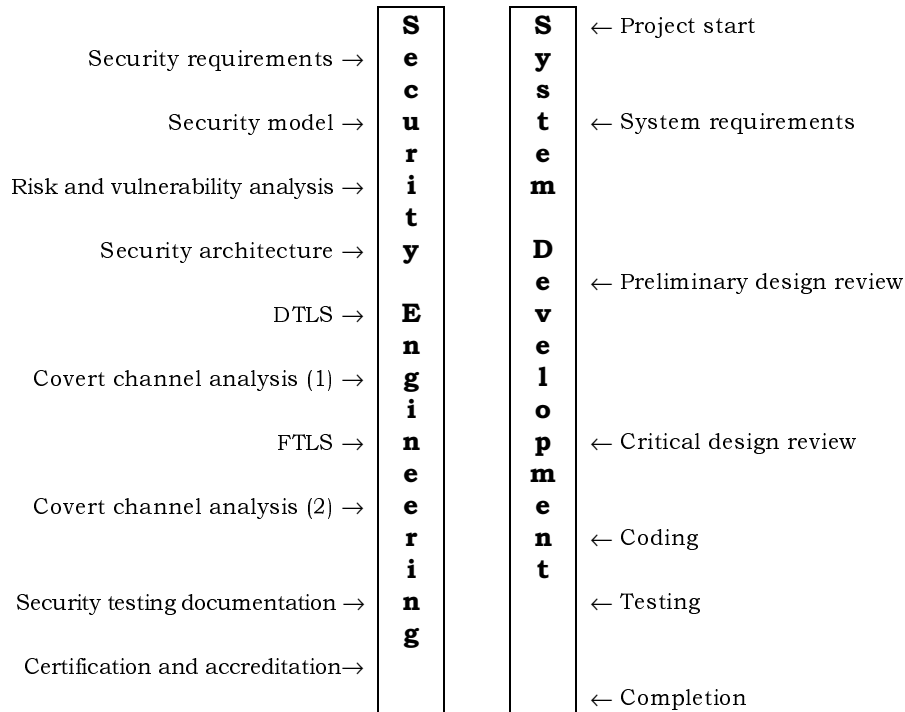 Security requirements →
Security model →
Risk and vulnerability analysis →
Security architecture →
DTLS →
Covert channel analysis (1) →
FTLS →
Covert channel analysis (2) →
Security testing documentation →
Certification and accreditation→
Security Engineering
System Development
← Project start
← System requirements
← Preliminary design review
← Critical design review
← Coding
← Testing
← Completion